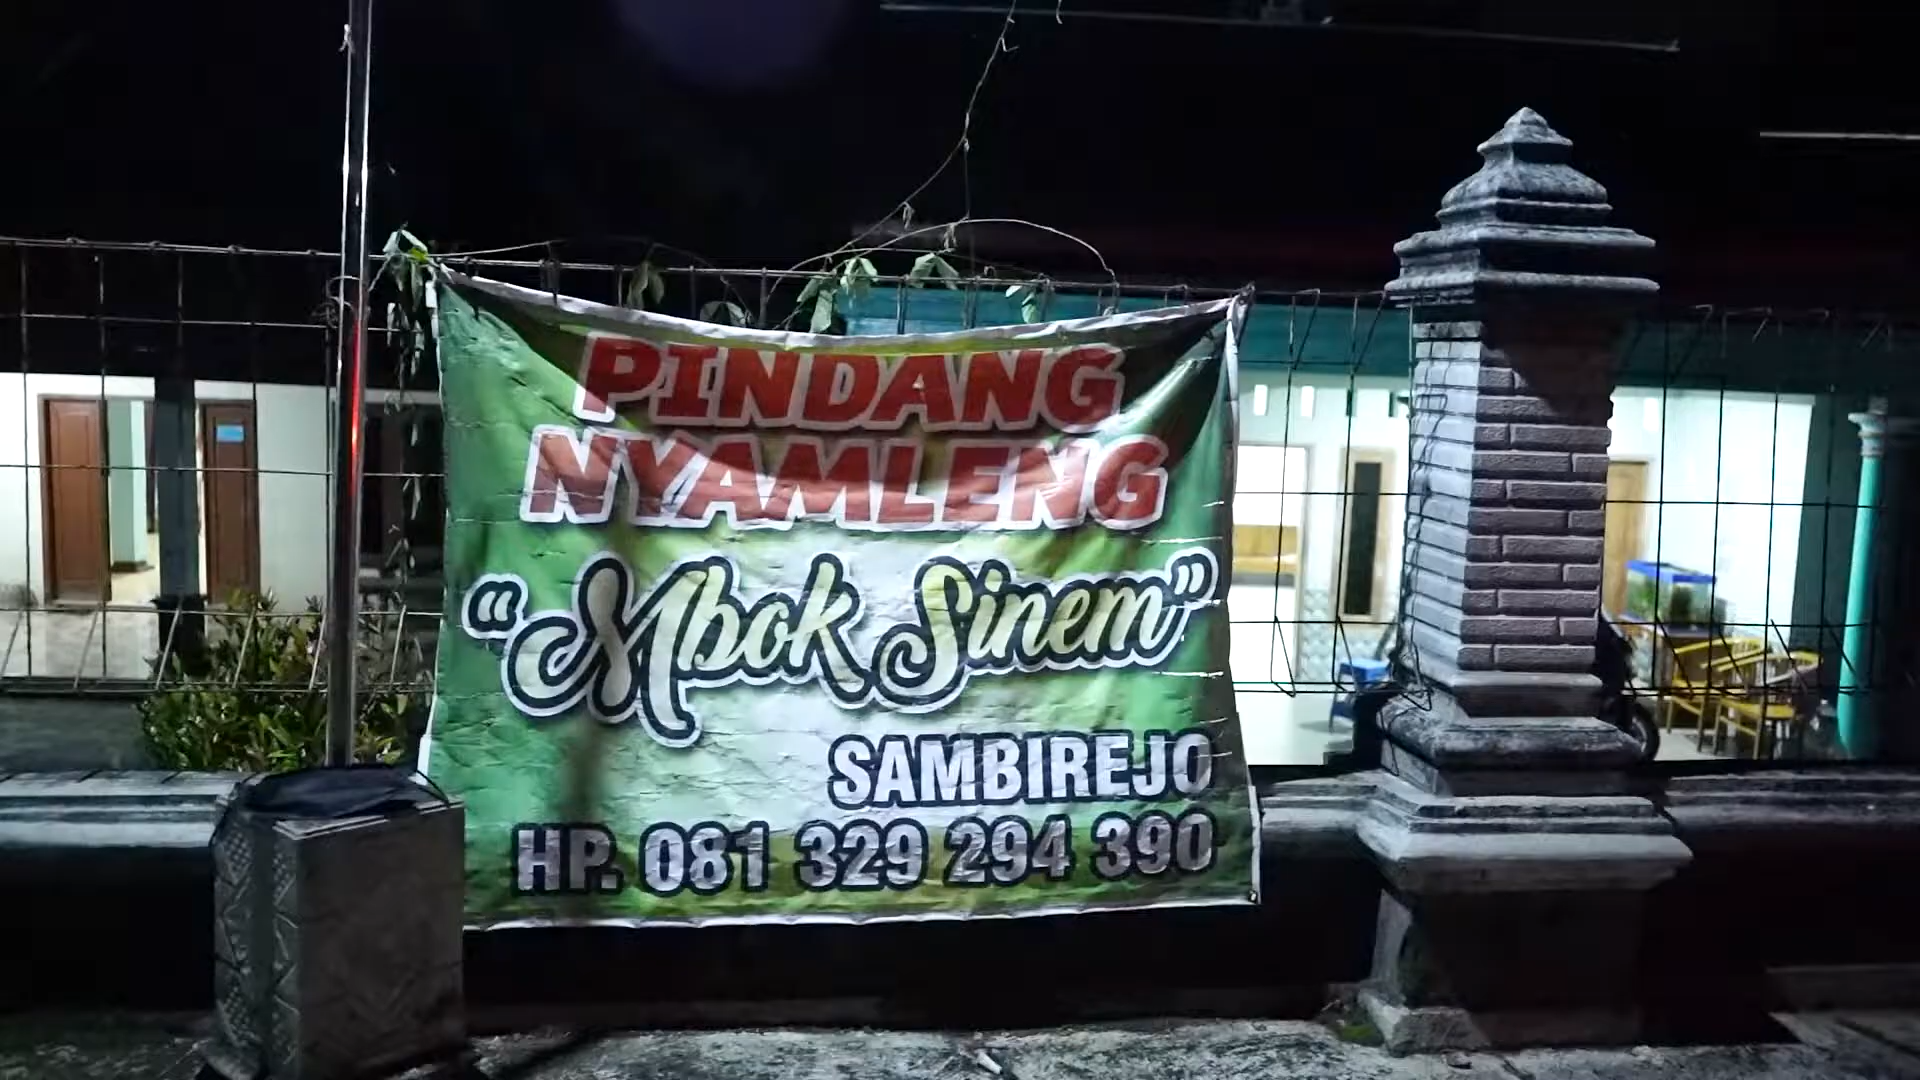 PINDANG
NYAMLENG
"Mbok Sinem"
SAMBIREJO
HP. 081 329 294 390